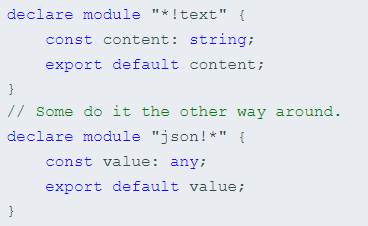 declare module "*!text" {
    const content: string;
    export default content;
}
// Some do it the other way around.
declare module "json!*" {
    const value: any;
    export default value;
}